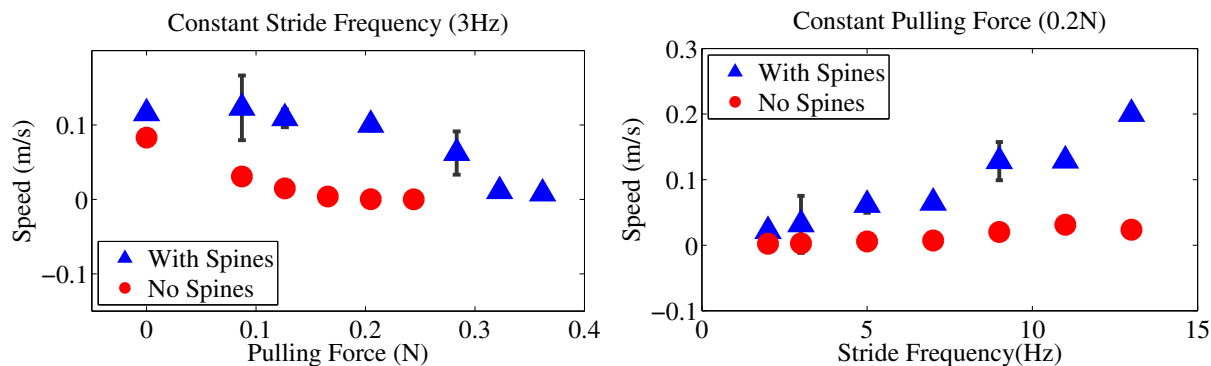 Constant Stride Frequency (3Hz)
Speed (m/s)
0.1
0
−0.1
With Spines
No Spines
0
0.1
0.2
0.3
0.4
Pulling Force (N)
Constant Pulling Force (0.2N)
Speed (m/s)
0.3
0.2
0.1
0
−0.1
With Spines
No Spines
0
5
10
15
Stride Frequency(Hz)